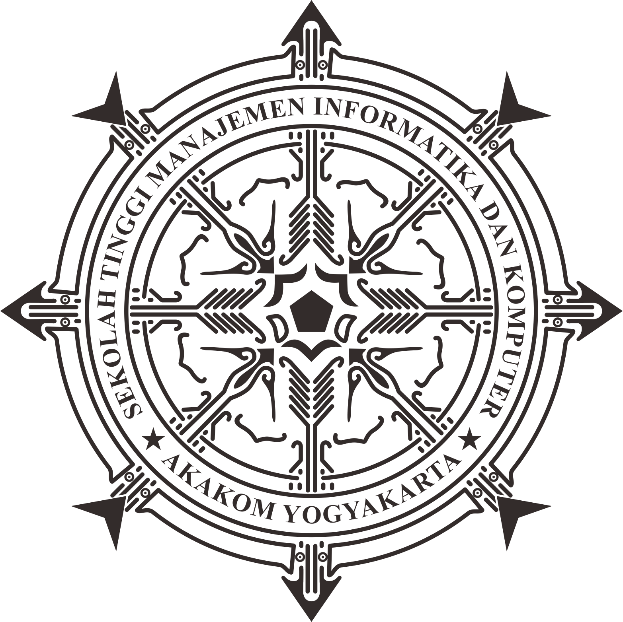 SEKOLAH TINGGI MANAJEMEN INFORMATIKA DAN KOMPUTER
AKAKOM YOGYAKARTA